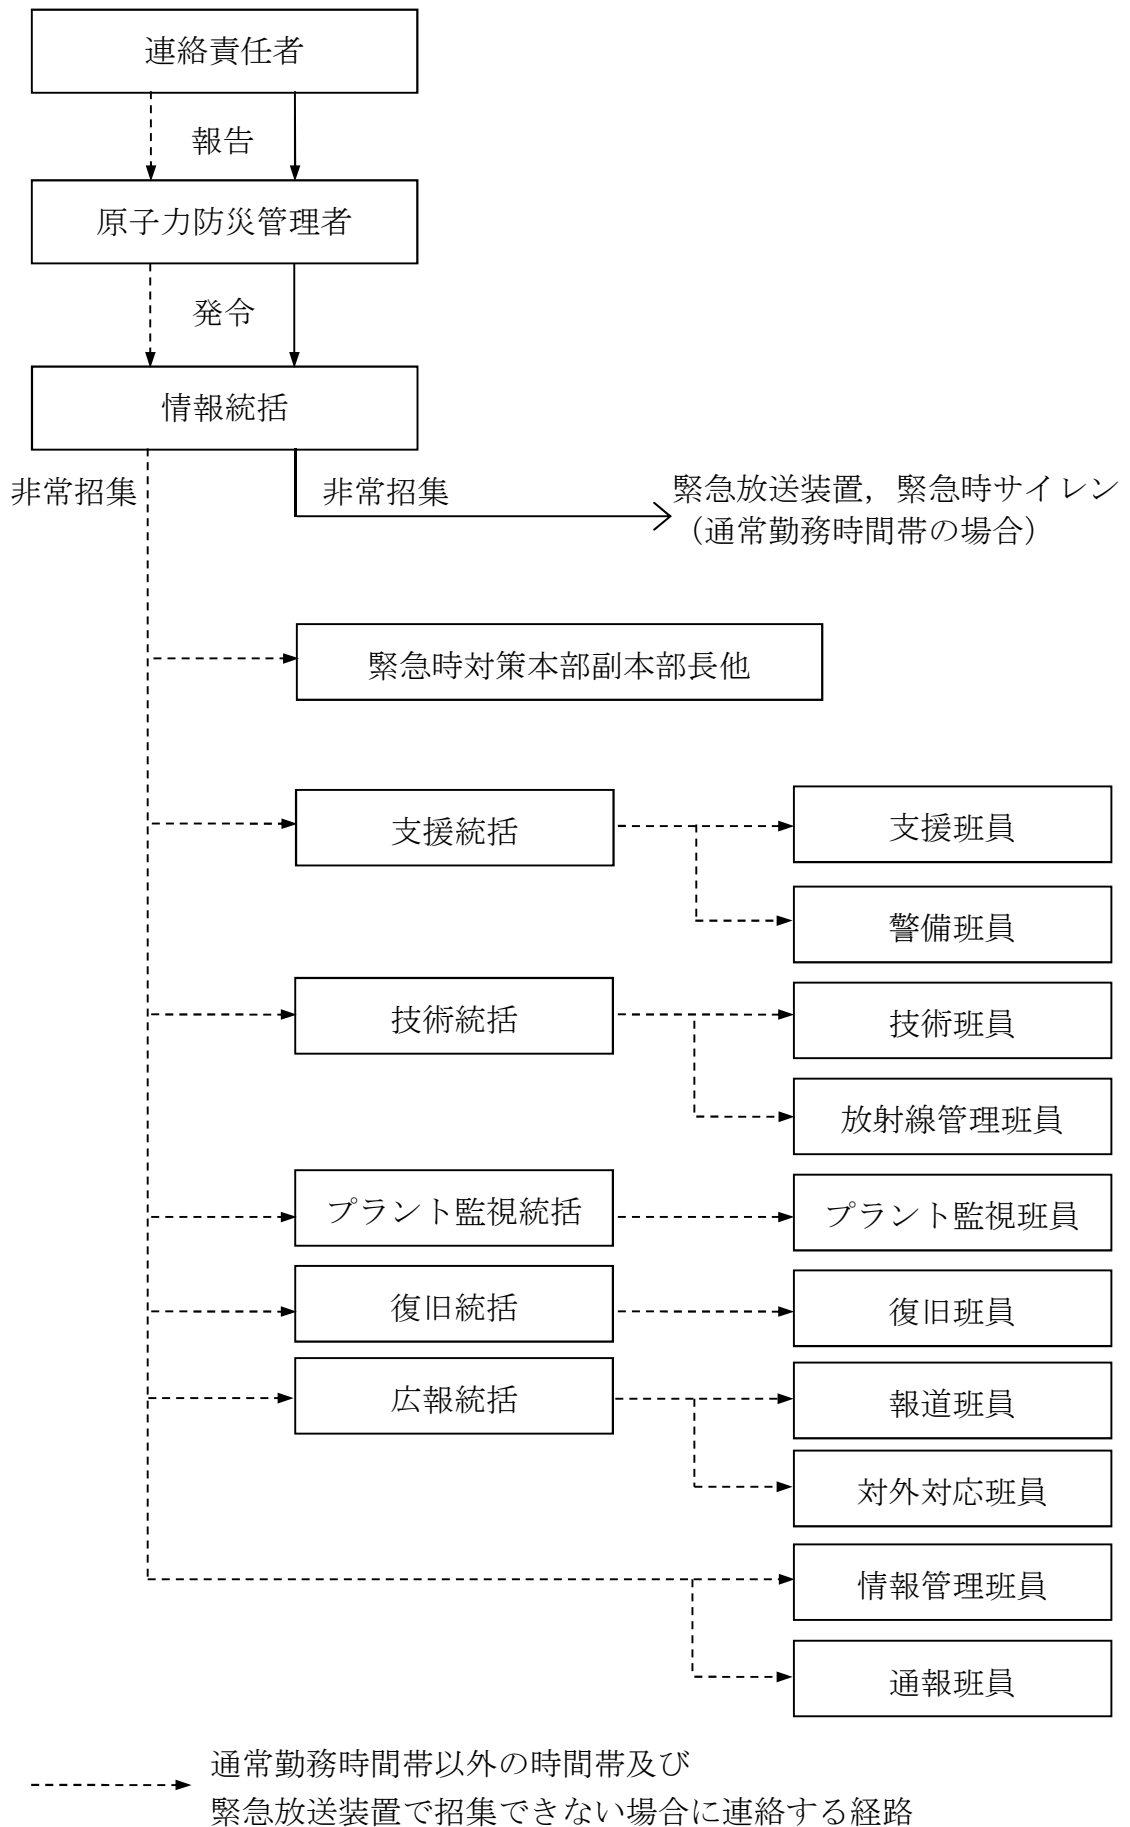 連絡責任者
報告
原子力防災管理者
発令
情報統括
非常招集
非常招集
緊急放送装置，緊急時サイレン
（通常勤務時間帯の場合）
緊急時対策本部副本部長他
支援統括
支援班員
警備班員
技術統括
技術班員
放射線管理班員
プラント監視統括
プラント監視班員
復旧統括
復旧班員
広報統括
報道班員
対外対応班員
情報管理班員
通報班員
通常勤務時間帯以外の時間帯及び
緊急放送装置で招集できない場合に連絡する経路